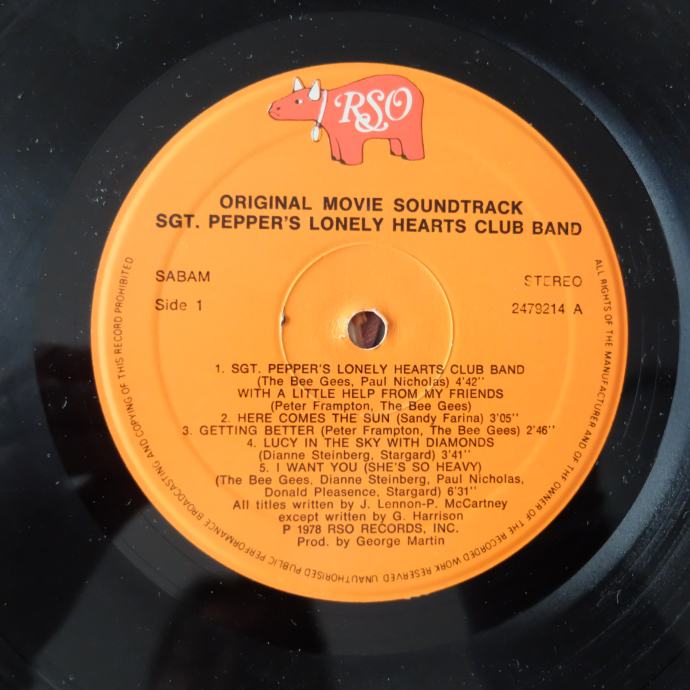 RSO
ORIGINAL MOVIE SOUNDTRACK
SGT. PEPPER'S LONELY HEARTS CLUB BAND
SABAM
STEREO
Side 1
2479214 A
1. SGT. PEPPER'S LONELY HEARTS CLUB BAND
(The Bee Gees, Paul Nicholas) 4'42''
WITH A LITTLE HELP FROM MY FRIENDS
(Peter Frampton, The Bee Gees)
2. HERE COMES THE SUN (Sandy Farina) 3'05''
3. GETTING BETTER (Peter Frampton, The Bee Gees) 2'46''
4. LUCY IN THE SKY WITH DIAMONDS
(Dianne Steinberg, Stargard) 3'41''
5. I WANT YOU (SHE'S SO HEAVY)
(The Bee Gees, Dianne Steinberg, Paul Nicholas,
Donald Pleasence, Stargard) 6'31''
All titles written by J. Lennon-P. McCartney
except written by G. Harrison
P 1978 RSO RECORDS, INC.
Prod. by George Martin
ALL RIGHTS OF THE MANUFACTURER AND OF THE OWNER OF THE RECORDED WORK RESERVED UNAUTHORISED PUBLIC PERFORMANCE BROADCASTING AND COPYING OF THIS RECORD PROHIBITED